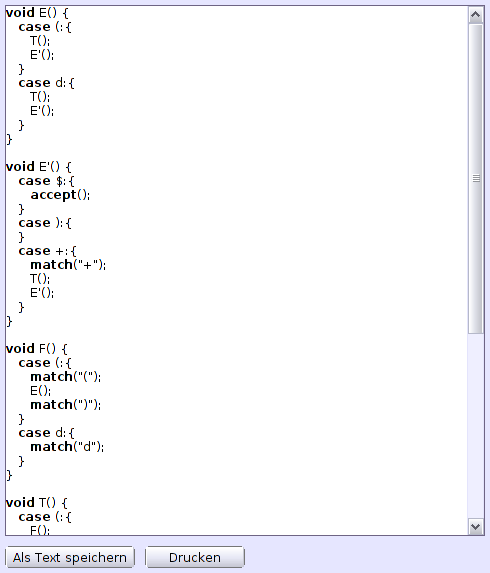 void E() {
case (:{
T();
E'();
}
case d:{
T();
E'();
}
}
void E'() {
case $:{
accept();
}
case ):{
}
case +:{
match("+");
T();
E'();
}
}
void F() {
case (:{
match("(");
E();
match(")");
}
case d:{
match("d");
}
}
void T() {
case (:{
F();
Als Text speichern Drucken